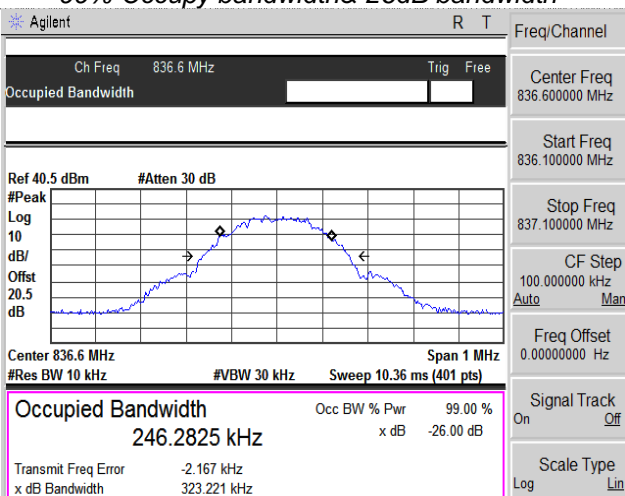 99% Occupy bandwidth& 26dB bandwidth
Agilent R T
Ch Freq 836.6 MHz Trig Free
Occupied Bandwidth
Ref 40.5 dBm #Atten 30 dB
#Peak
Log
10
dB/
Offst
20.5
dB
Center 836.6 MHz Span 1 MHz
#Res BW 10 kHz #VBW 30 kHz Sweep 10.36 ms (401 pts)
Occupied Bandwidth Occ BW % Pwr 99.00 %
246.2825 kHz x dB -26.00 dB
Transmit Freq Error -2.167 kHz
x dB Bandwidth 323.221 kHz
Freq/Channel
Center Freq
836.600000 MHz
Start Freq
836.100000 MHz
Stop Freq
837.100000 MHz
CF Step
100.000000 kHz
Auto Man
Freq Offset
0.00000000 Hz
Signal Track
On Off
Scale Type
Log Lin